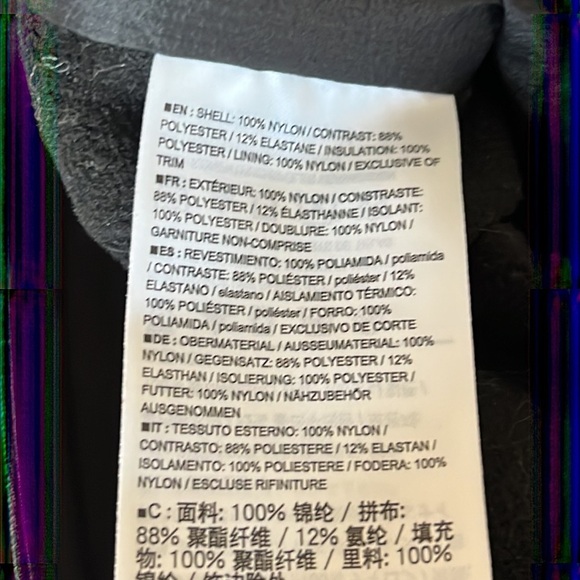 ■EN : SHELL: 100% NYLON / CONTRAST: 88%
POLYESTER / 12% ELASTANE / INSULATION: 100%
POLYESTER / LINING: 100% NYLON / EXCLUSIVE OF
TRIM
■FR : EXTÉRIEUR: 100% NYLON / CONSTRASTE:
88% POLYESTER / 12% ÉLASTHANNE / ISOLANT:
100% POLYESTER / DOUBLURE: 100% NYLON /
GARNITURE NON-COMPRISE
■ES : REVESTIMIENTO: 100% POLIAMIDA / poliamida
/ CONTRASTE: 88% POLIÉSTER / poliéster / 12%
ELASTANO / elastano / AISLAMIENTO TÉRMICO:
100% POLIÉSTER / poliéster / FORRO: 100%
POLIAMIDA / poliamida / EXCLUSIVO DE CORTE
■DE : OBERMATERIAL / AUSSEUMATERIAL: 100%
NYLON / GEGENSATZ: 88% POLYESTER / 12%
ELASTHAN / ISOLIERUNG: 100% POLYESTER /
FUTTER: 100% NYLON / NÄHZUBEHÖR
AUSGENOMMEN
■IT : TESSUTO ESTERNO: 100% NYLON /
CONTRASTO: 88% POLIESTERE / 12% ELASTAN /
ISOLAMENTO: 100% POLIESTERE / FODERA: 100%
NYLON / ESCLUSE RIFINITURE
■C : 面料: 100% 锦纶 / 拼布:
88% 聚酯纤维 / 12% 氨纶 / 填充
物: 100% 聚酯纤维 / 里料: 100%
锦纶 / 饰边除外